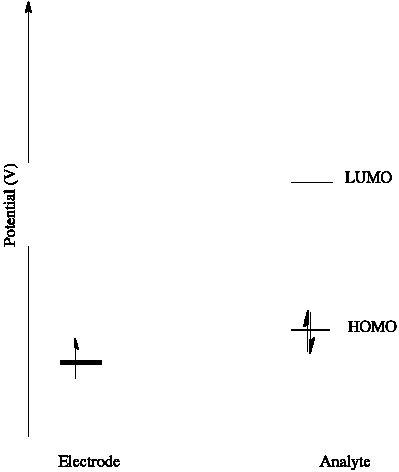 Potential (V)
LUMO
HOMO
Electrode
Analyte